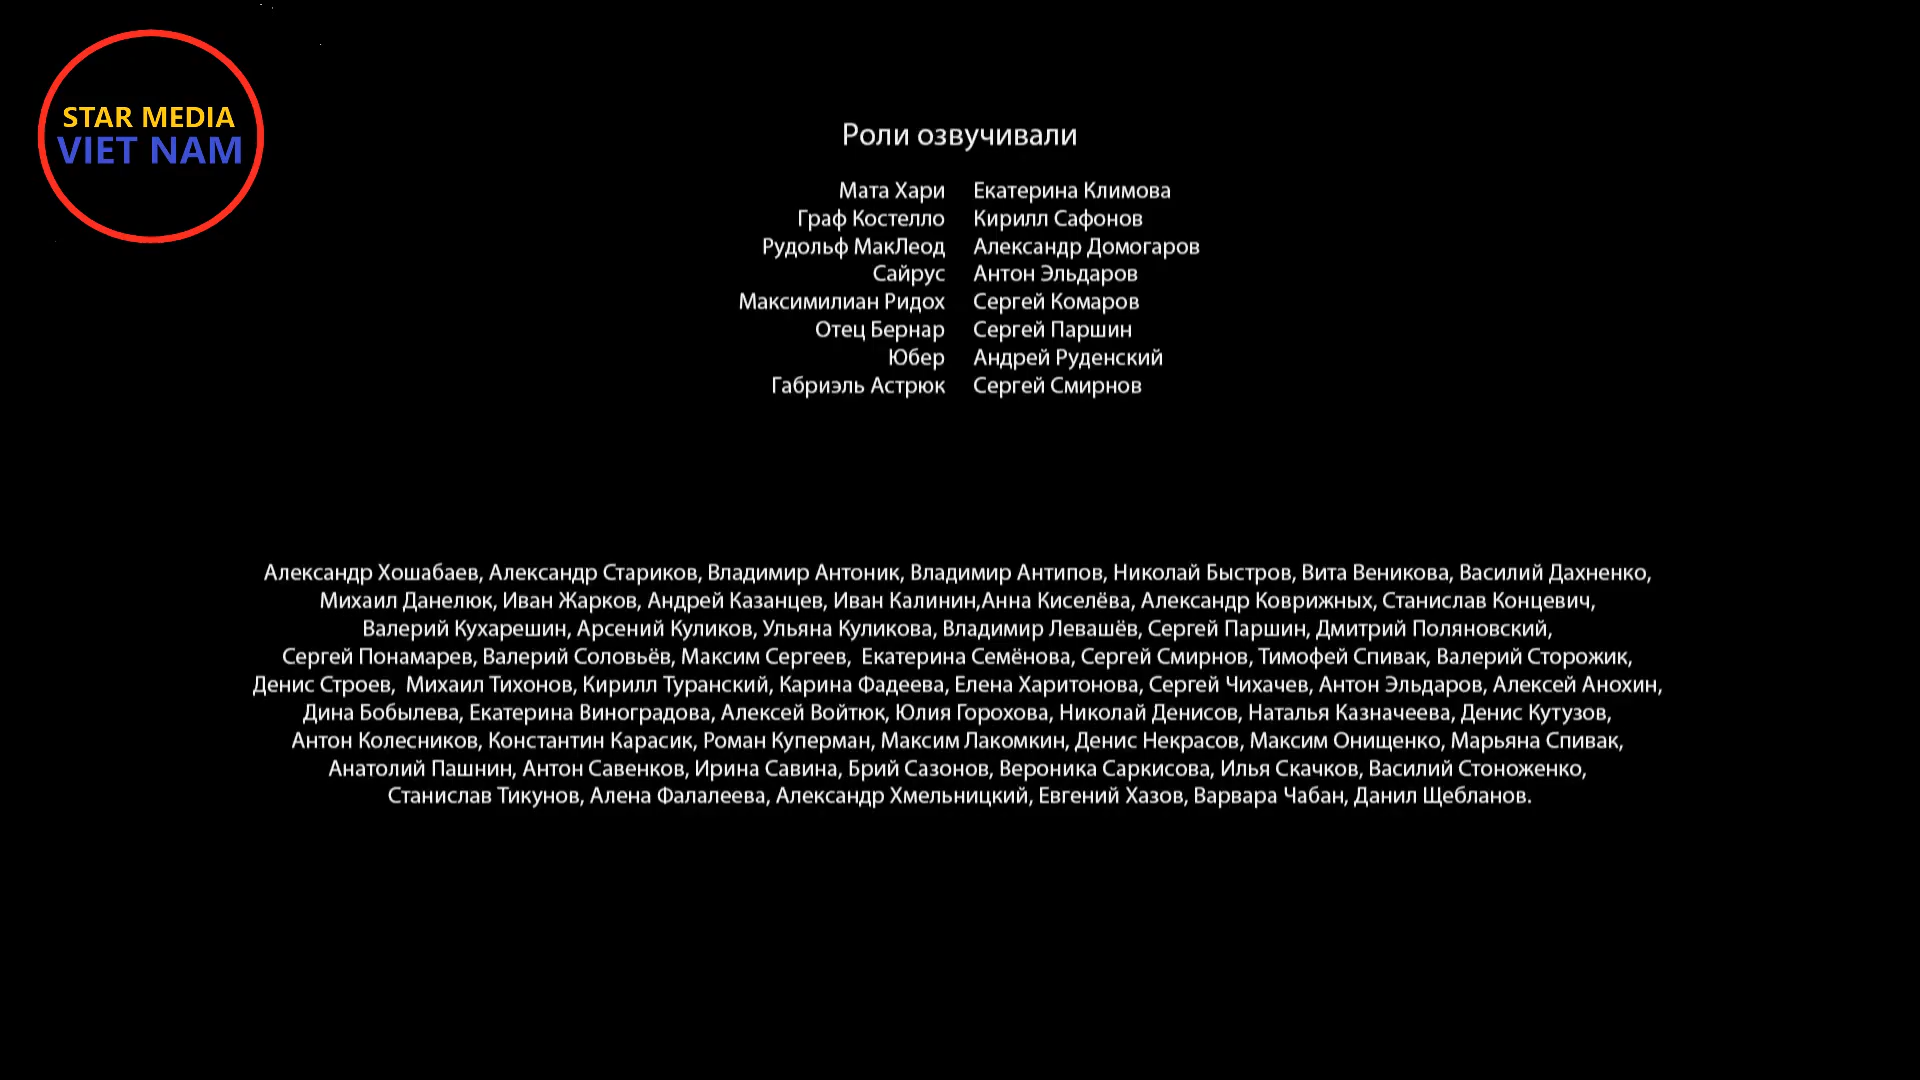 STAR MEDIA
VIET NAM
Роли озвучивали
Мата Хари Екатерина Климова
Граф Костелло Кирилл Сафонов
Рудольф МакЛеод Александр Домогаров
Сайрус Антон Эльдаров
Максимилиан Ридох Сергей Комаров
Отец Бернар Сергей Паршин
Юбер Андрей Руденский
Габриэль Астрюк Сергей Смирнов
Александр Хошабаев, Александр Стариков, Владимир Антоник, Владимир Антипов, Николай Быстров, Вита Веникова, Василий Дахненко,
Михаил Данелюк, Иван Жарков, Андрей Казанцев, Иван Калинин,Анна Киселёва, Александр Коврижных, Станислав Концевич,
Валерий Кухарешин, Арсений Куликов, Ульяна Куликова, Владимир Левашёв, Сергей Паршин, Дмитрий Поляновский,
Сергей Понамарев, Валерий Соловьёв, Максим Сергеев,  Екатерина Семёнова, Сергей Смирнов, Тимофей Спивак, Валерий Сторожик,
Денис Строев,  Михаил Тихонов, Кирилл Туранский, Карина Фадеева, Елена Харитонова, Сергей Чихачев, Антон Эльдаров, Алексей Анохин,
Дина Бобылева, Екатерина Виноградова, Алексей Войтюк, Юлия Горохова, Николай Денисов, Наталья Казначеева, Денис Кутузов,
Антон Колесников, Константин Карасик, Роман Куперман, Максим Лакомкин, Денис Некрасов, Максим Онищенко, Марьяна Спивак,
Анатолий Пашнин, Антон Савенков, Ирина Савина, Брий Сазонов, Вероника Саркисова, Илья Скачков, Василий Стоноженко,
Станислав Тикунов, Алена Фалалеева, Александр Хмельницкий, Евгений Хазов, Варвара Чабан, Данил Щебланов.